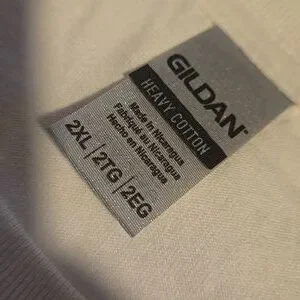 GILDAN
HEAVY COTTON
Made in Nicaragua
Fabriqué au Nicaragua
Hecho en Nicaragua
2XL | 2TG | 2EG